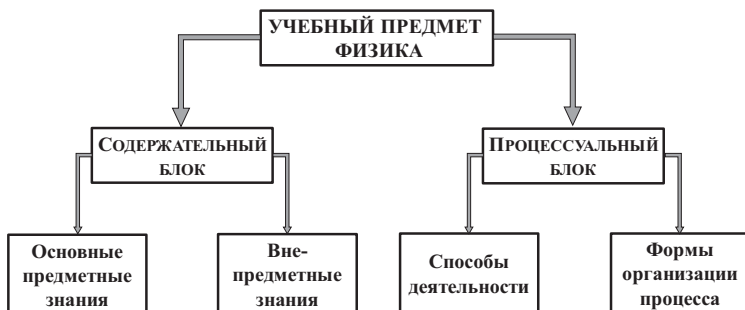 УЧЕБНЫЙ ПРЕДМЕТ
ФИЗИКА
СОДЕРЖАТЕЛЬНЫЙ
БЛОК
ПРОЦЕССУАЛЬНЫЙ
БЛОК
Основные
предметные
знания
Вне-
предметные
знания
Способы
деятельности
Формы
организации
процесса